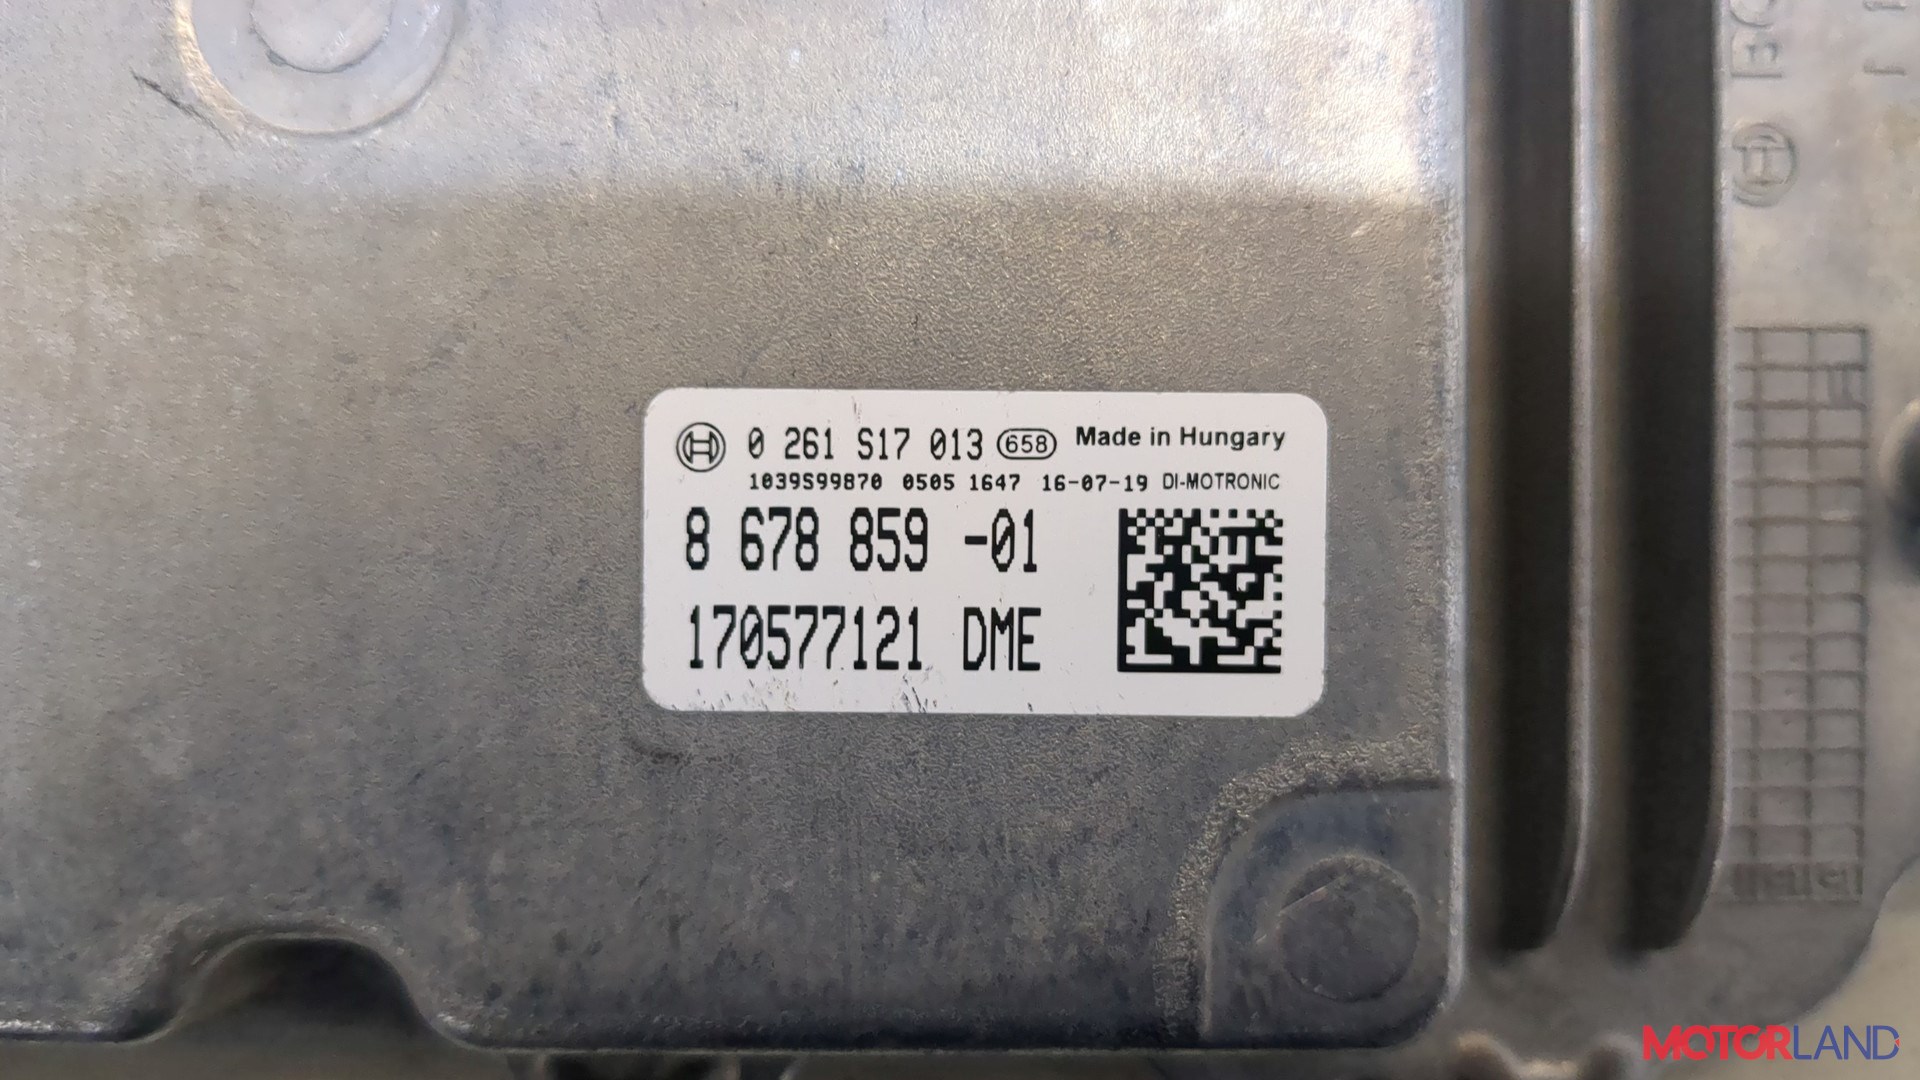 0 261 S17 013 658 Made in Hungary
1039S99870 0505 1647 16-07-19 DI-MOTRONIC
8 678 859 -01
170577121 DME
MOTORLAND